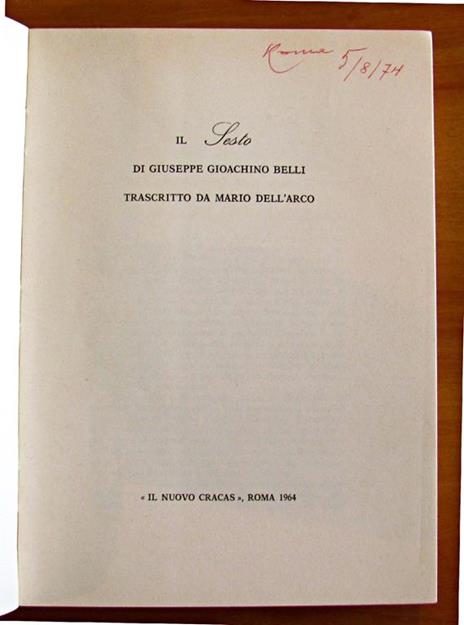 Roma 5/8/74
IL Sesto
DI GIUSEPPE GIOACHINO BELLI
TRASCRITTO DA MARIO DELL'ARCO
« IL NUOVO CRACAS », ROMA 1964